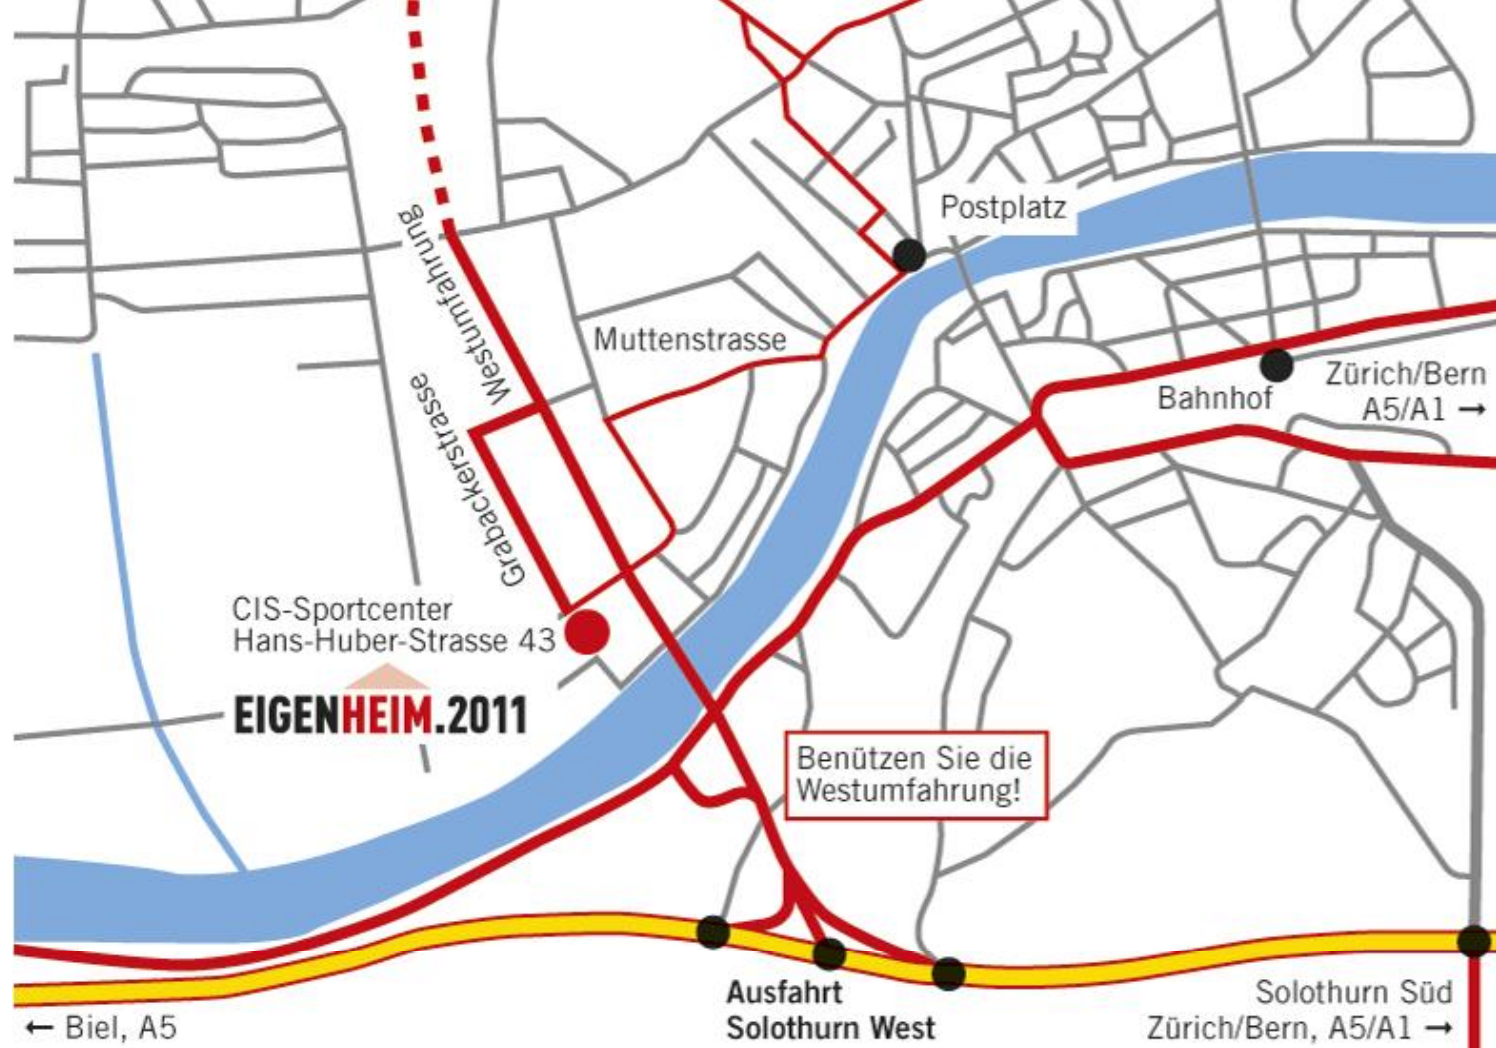 Postplatz
Westumfahrung
Muttenstrasse
Zürich/Bern
A5/A1 →
Bahnhof
Grabackerstrasse
CIS-Sportcenter
Hans-Huber-Strasse 43
EIGENHEIM.2011
Benützen Sie die
Westumfahrung!
Ausfahrt
Solothurn West
Solothurn Süd
Zürich/Bern, A5/A1 →
← Biel, A5